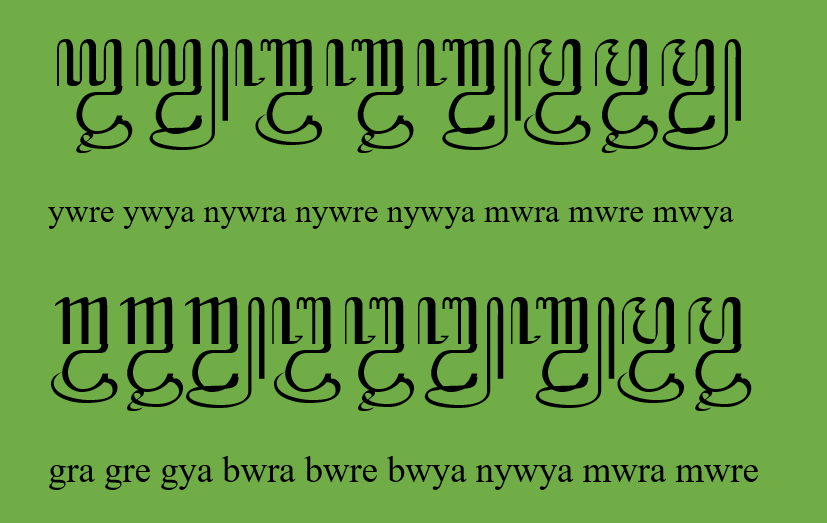 ꦪ꧀ꦮꦽꦪ꧀ꦮꦾꦚ꧀ꦮꦿꦚ꧀ꦮꦽꦚ꧀ꦮꦾꦩ꧀ꦮꦿꦩ꧀ꦮꦽꦩ꧀ꦮꦾ
ywre ywya nywra nywre nywya mwra mwre mwya
ꦒ꧀ꦮꦿꦒ꧀ꦮꦽꦒ꧀ꦮꦾꦧ꧀ꦮꦿꦧ꧀ꦮꦽꦧ꧀ꦮꦾꦚ꧀ꦮꦾꦩ꧀ꦮꦿꦩ꧀ꦮꦽ
gra gre gya bwra bwre bwya nywya mwra mwre